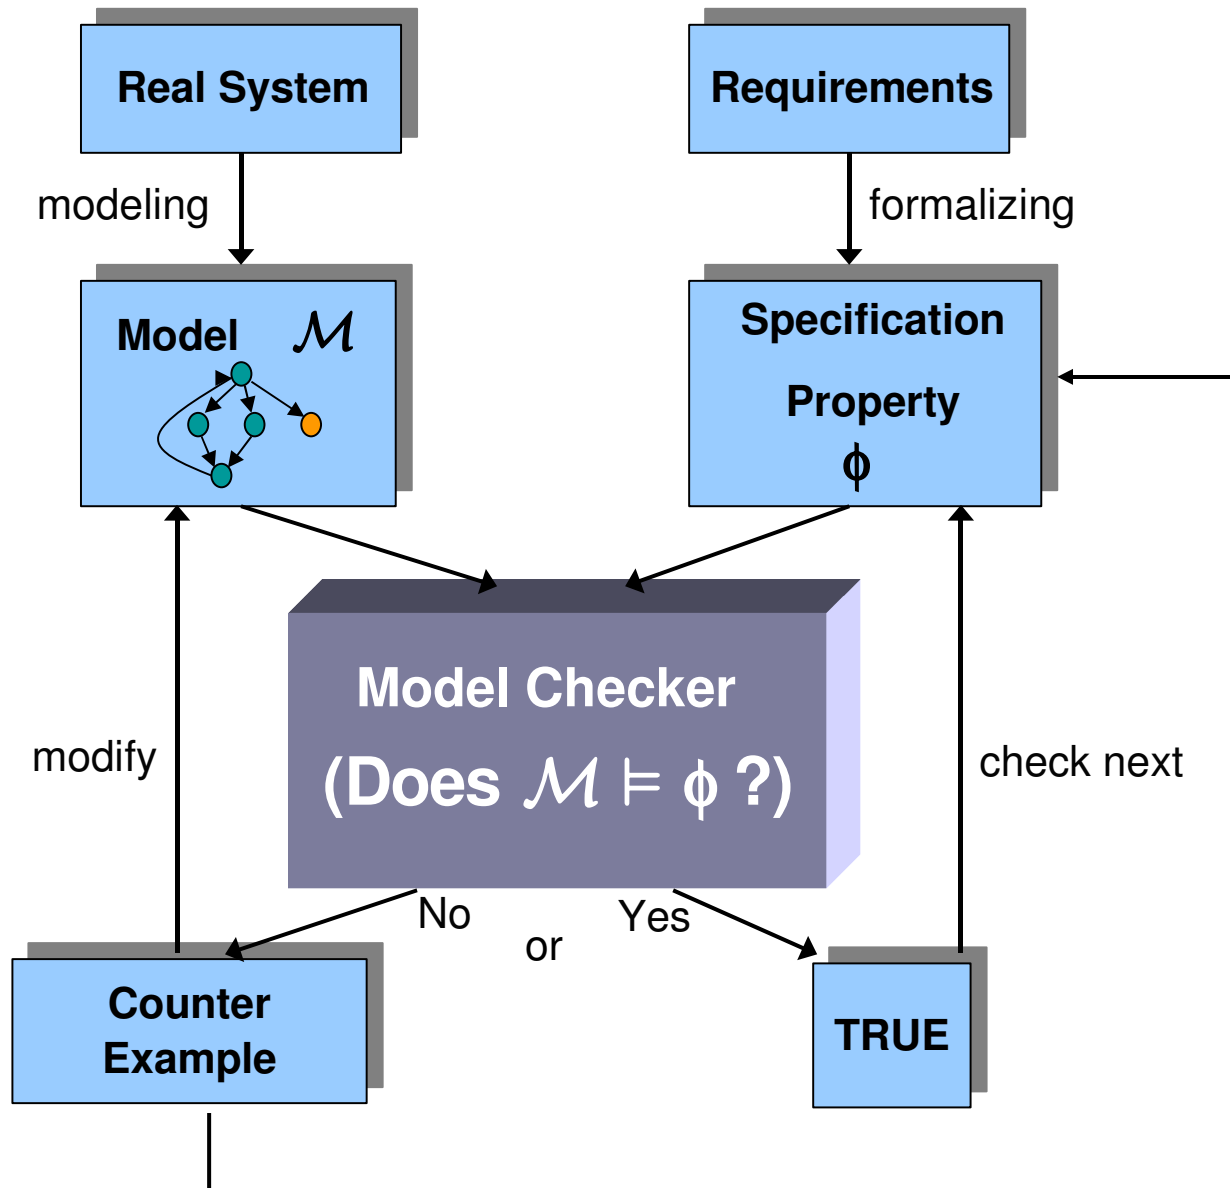 Real System
Requirements
modeling
formalizing
Model ℳ
Specification
Property
ϕ
Model Checker
(Does ℳ ⊨ ϕ ?)
modify
check next
No
or
Yes
Counter
Example
TRUE